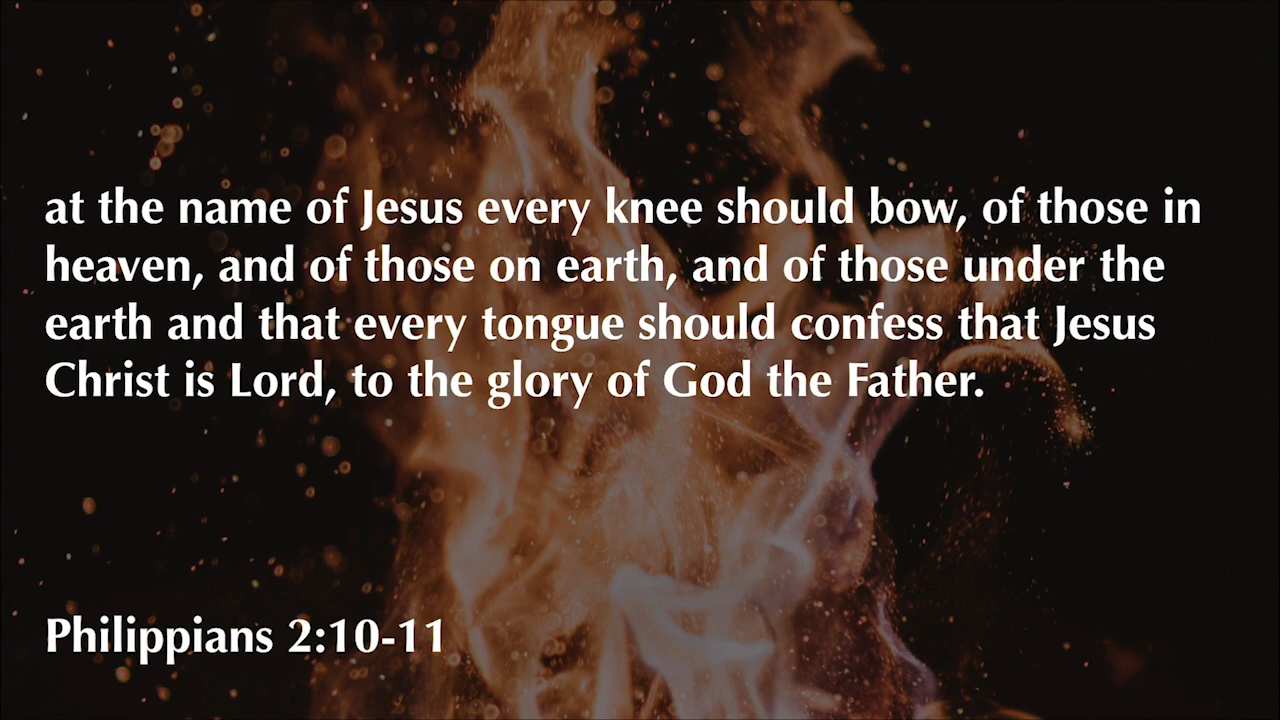 at the name of Jesus every knee should bow, of those in
heaven, and of those on earth, and of those under the
earth and that every tongue should confess that Jesus
Christ is Lord, to the glory of God the Father.
Philippians 2:10-11